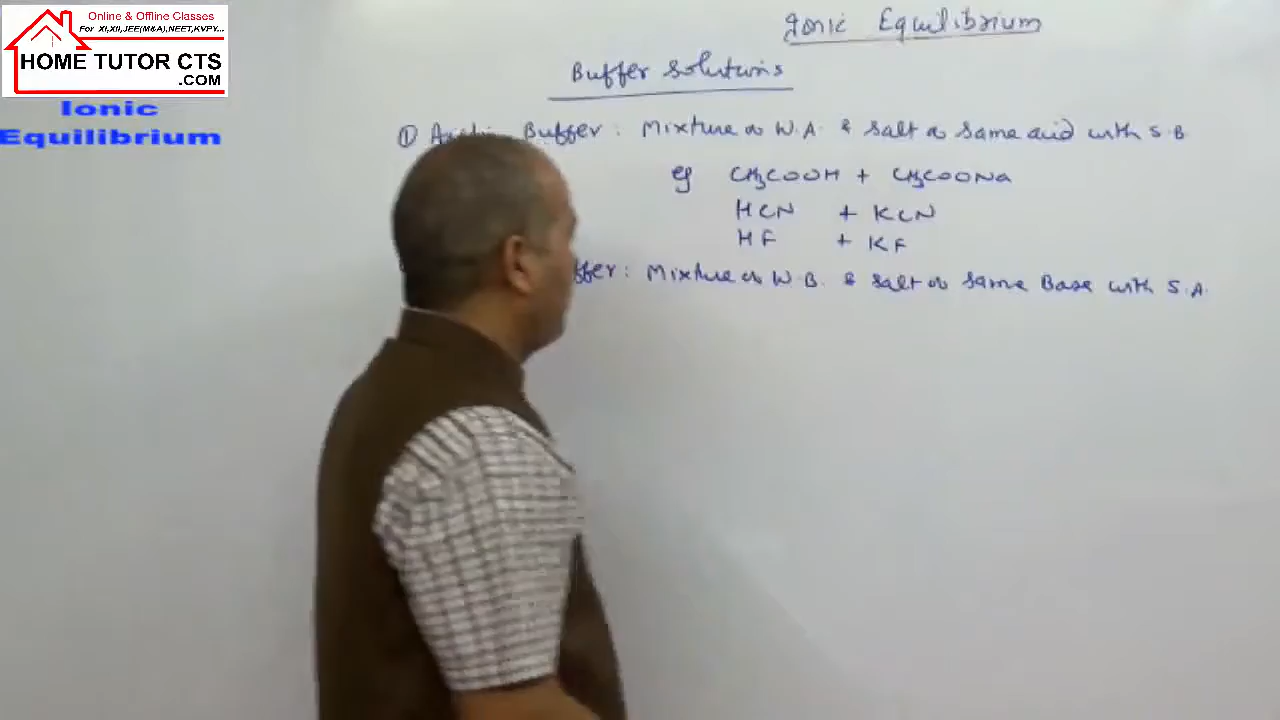 Online & Offline Classes
For XI,XII,JEE(M&A),NEET,KVPY...
HOME TUTOR CTS
.COM
Ionic
Equilibrium
Ionic Equilibrium
Buffer Solutions
① Buffer : Mixture of W.A. & Salt of Same acid with S.B
eg CH3COOH + CH3COONa
HCN + KCN
HF + KF
Mixture of W.B. & Salt of Same Base with S.A.